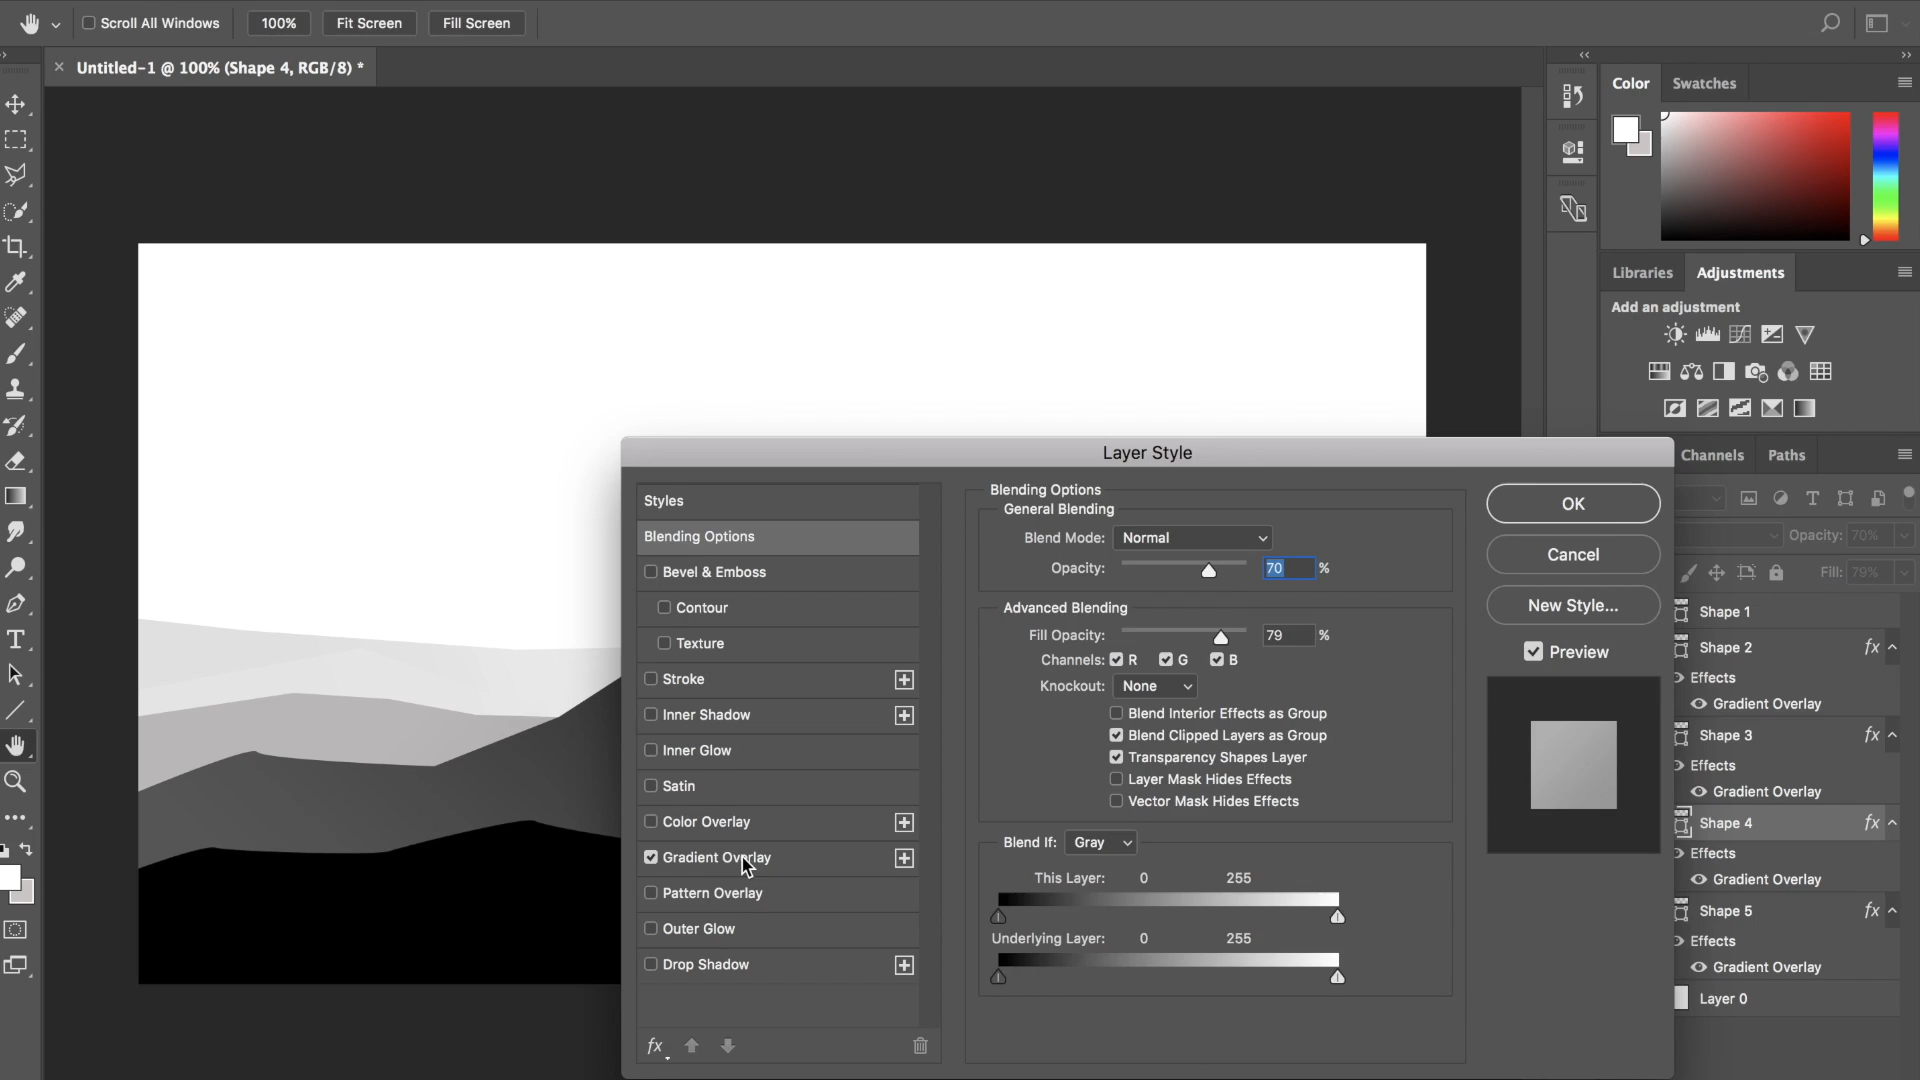 Scroll All Windows
100%
Fit Screen
Fill Screen
Untitled-1 @ 100% (Shape 4, RGB/8) *
Color
Swatches
Libraries
Adjustments
Add an adjustment
Channels
Paths
Opacity: 70%
Fill: 79%
Shape 1
Shape 2 fx
Effects
Gradient Overlay
Shape 3 fx
Effects
Gradient Overlay
Shape 4 fx
Effects
Gradient Overlay
Shape 5 fx
Effects
Gradient Overlay
Layer 0
Layer Style
Styles
Blending Options
Bevel & Emboss
Contour
Texture
Stroke
Inner Shadow
Inner Glow
Satin
Color Overlay
Gradient Overlay
Pattern Overlay
Outer Glow
Drop Shadow
fx
Blending Options
General Blending
Blend Mode: Normal
Opacity: 70 %
Advanced Blending
Fill Opacity: 79 %
Channels: R G B
Knockout: None
Blend Interior Effects as Group
Blend Clipped Layers as Group
Transparency Shapes Layer
Layer Mask Hides Effects
Vector Mask Hides Effects
Blend If: Gray
This Layer: 0 255
Underlying Layer: 0 255
OK
Cancel
New Style...
Preview